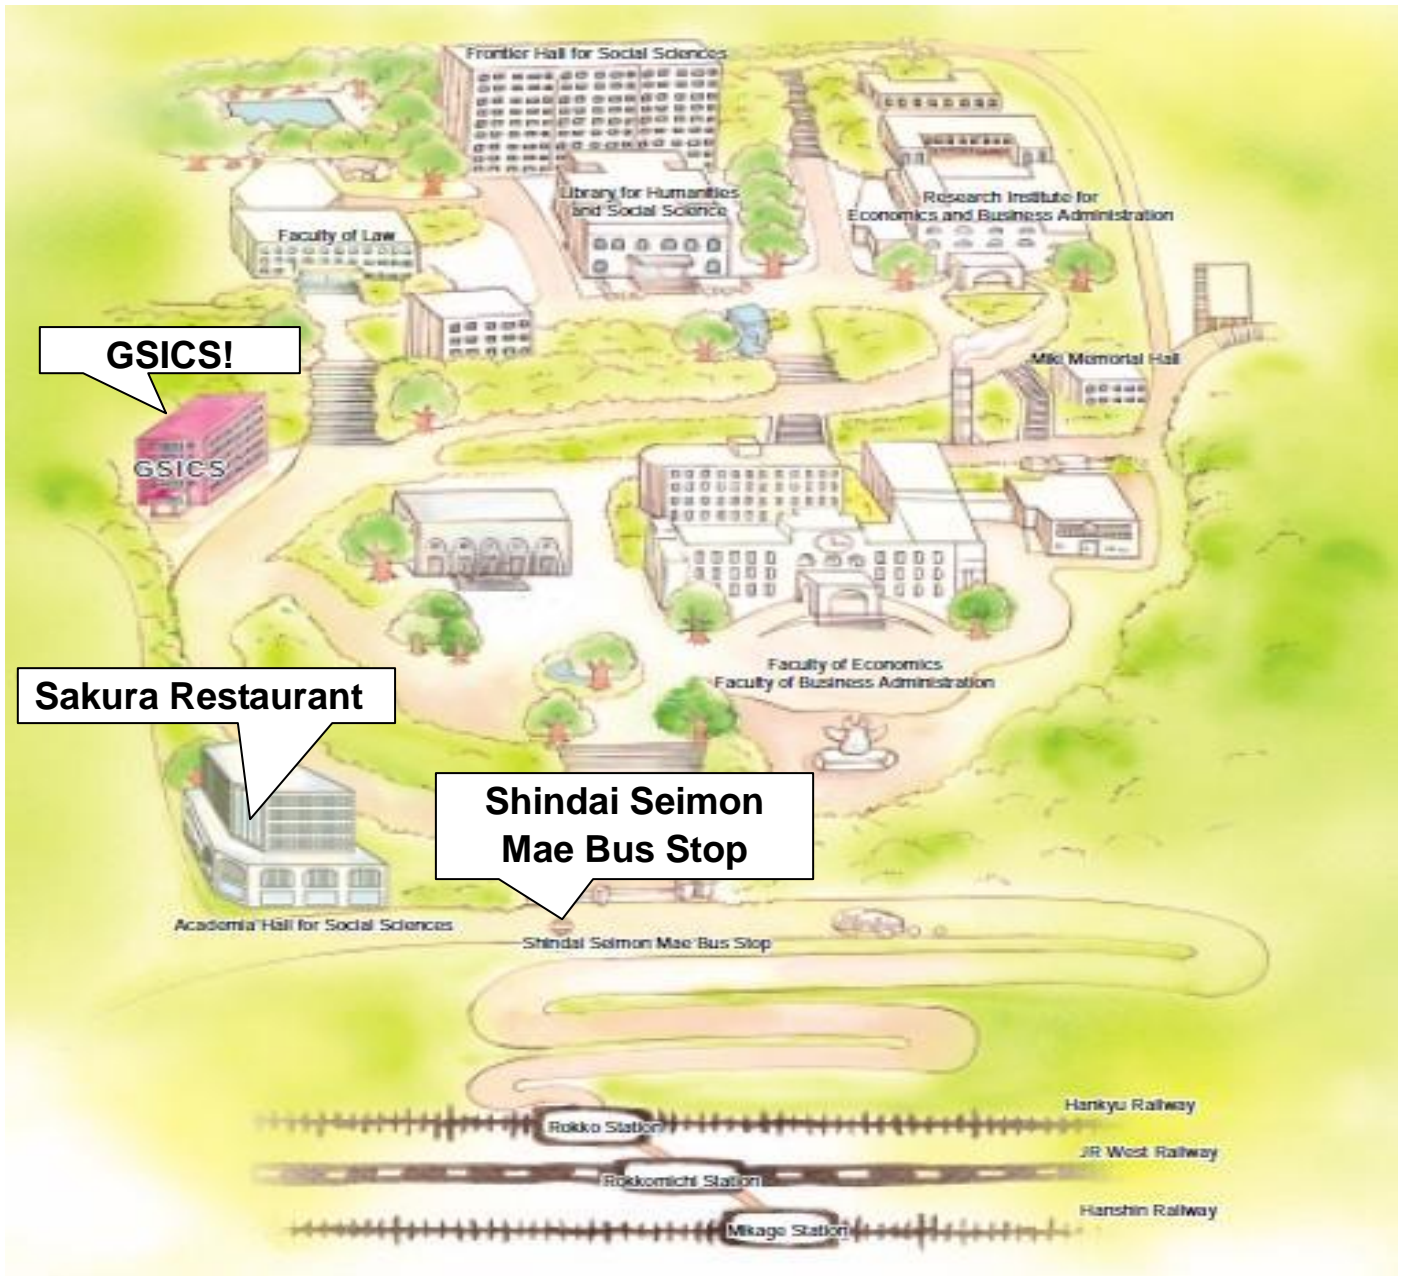 Frontier Hall for Social Sciences
Library for Humanities
and Social Science
Research Institute for
Economics and Business Administration
Faculty of Law
GSICS!
Miki Memorial Hall
GSICS
Faculty of Economics
Faculty of Business Administration
Sakura Restaurant
Shindai Seimon
Mae Bus Stop
Academia Hall for Social Sciences
Shindai Seimon Mae Bus Stop
Hankyu Railway
Rokko Station
JR West Railway
Rokkomichi Station
Hanshin Railway
Mikage Station